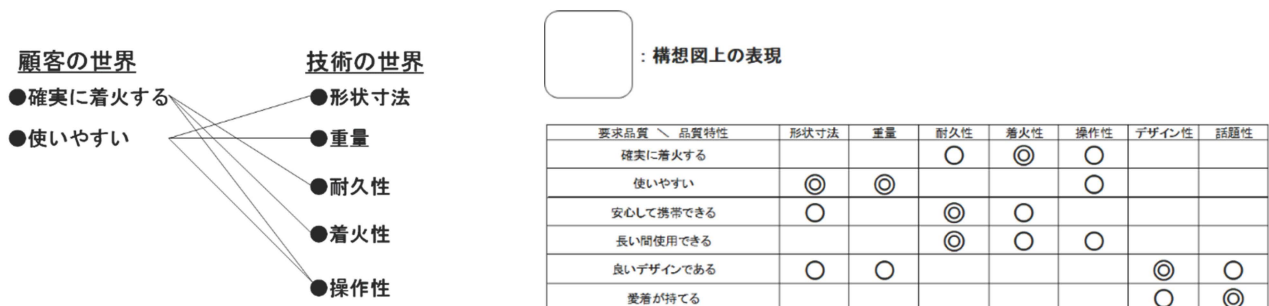 顧客の世界
●確実に着火する
●使いやすい
技術の世界
●形状寸法
●重量
●耐久性
●着火性
●操作性
：構想図上の表現
要求品質 ＼ 品質特性 形状寸法 重量 耐久性 着火性 操作性 デザイン性 話題性
確実に着火する ○ ◎ ○
使いやすい ◎ ◎ ○
安心して携帯できる ○ ◎ ○
長い間使用できる ◎ ○ ○
良いデザインである ○ ○ ◎ ○
愛着が持てる ○ ◎